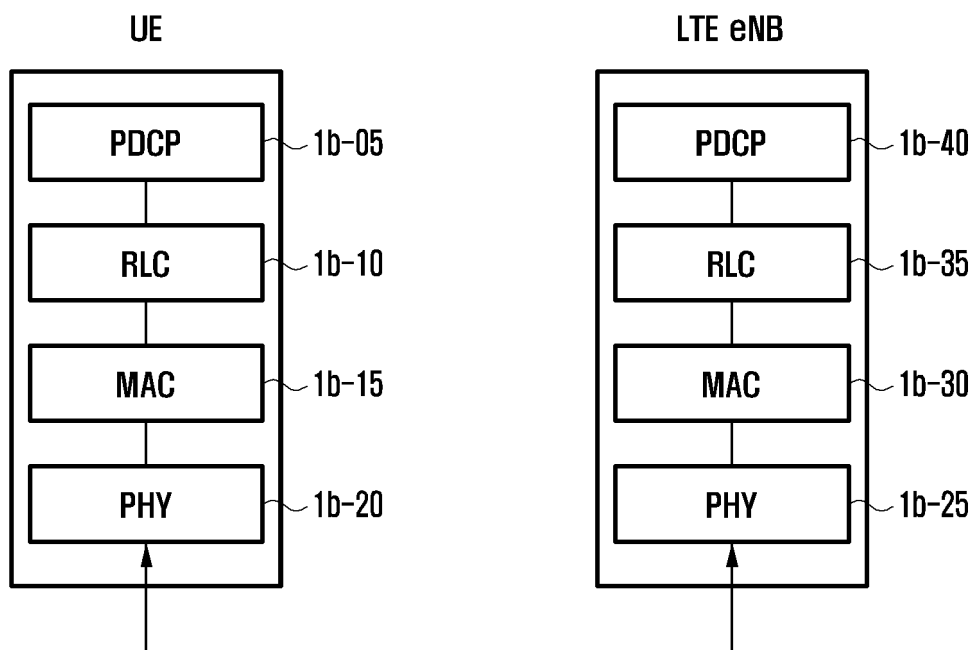 UE
LTE eNB
PDCP
1b-05
PDCP
1b-40
RLC
1b-10
RLC
1b-35
MAC
1b-15
MAC
1b-30
PHY
1b-20
PHY
1b-25